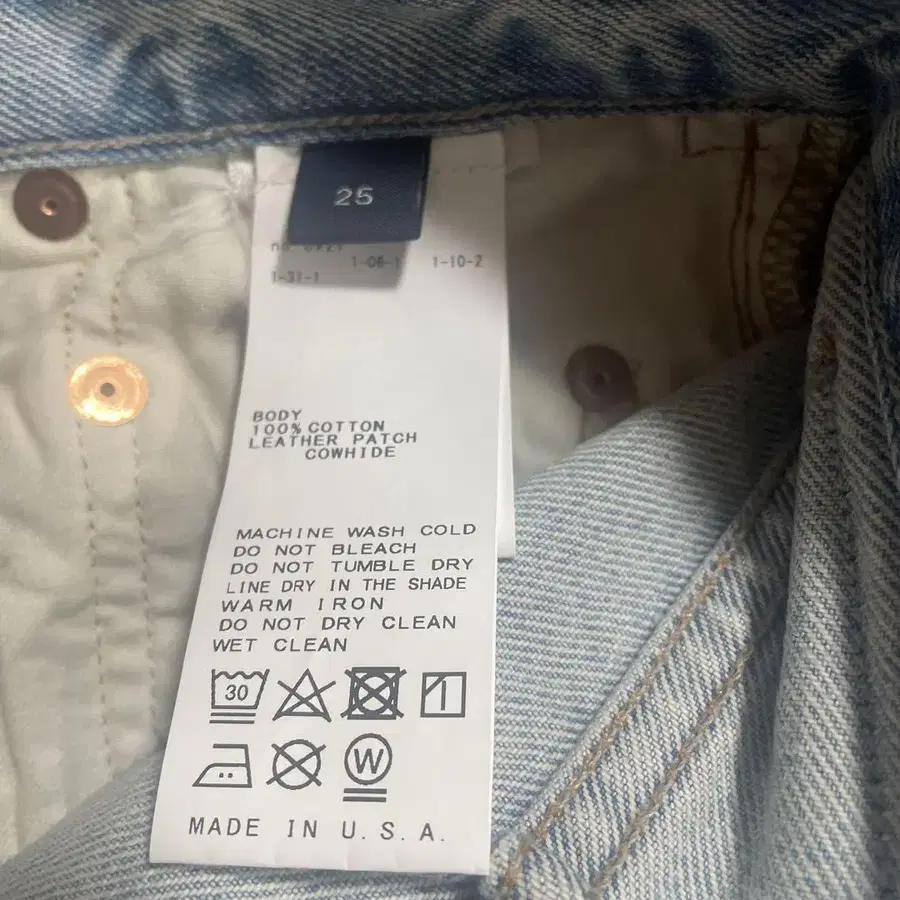 25
1-08-1 1-10-2
1-31-1
BODY
100% COTTON
LEATHER PATCH
COWHIDE
MACHINE WASH COLD
DO NOT BLEACH
DO NOT TUMBLE DRY
LINE DRY IN THE SHADE
WARM IRON
DO NOT DRY CLEAN
WET CLEAN
30
W
MADE IN U.S.A.